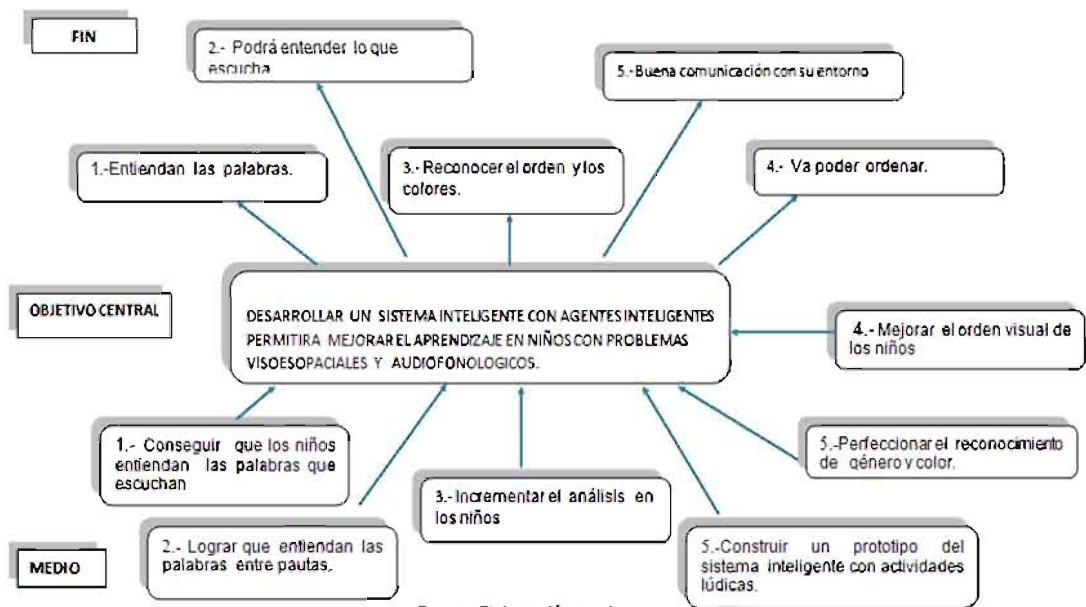 FIN
2.- Podrá entender lo que
escucha
5.-Buena comunicación con su entorno
1.-Entiendan las palabras.
3.- Reconocer el orden y los
colores.
4.- Va poder ordenar.
OBJETIVO CENTRAL
DESARROLLAR UN SISTEMA INTELIGENTE CON AGENTES INTELIGENTES
PERMITIRA MEJORAR EL APRENDIZAJE EN NIÑOS CON PROBLEMAS
VISOESOPACIALES Y AUDIOFONOLOGICOS.
4.- Mejorar el orden visual de
los niños
1.- Conseguir que los niños
entiendan las palabras que
escuchan
5.-Perfeccionar el reconocimiento
de género y color.
3.- Incrementar el análisis en
los niños
2.- Lograr que entiendan las
palabras entre pautas.
5.-Construir un prototipo del
sistema inteligente con actividades
lúdicas.
MEDIO